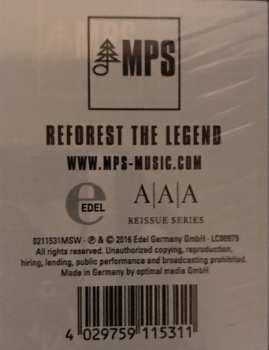 MPS
REFOREST THE LEGEND
WWW.MPS-MUSIC.COM
e
EDEL
A|A|A
REISSUE SERIES
0211531MSW · ℗ & © 2016 Edel Germany GmbH · LC00979
All rights reserved. Unauthorized copying, reproduction,
hiring, lending, public performance and broadcasting prohibited.
Made in Germany by optimal media GmbH
4 029759 115311